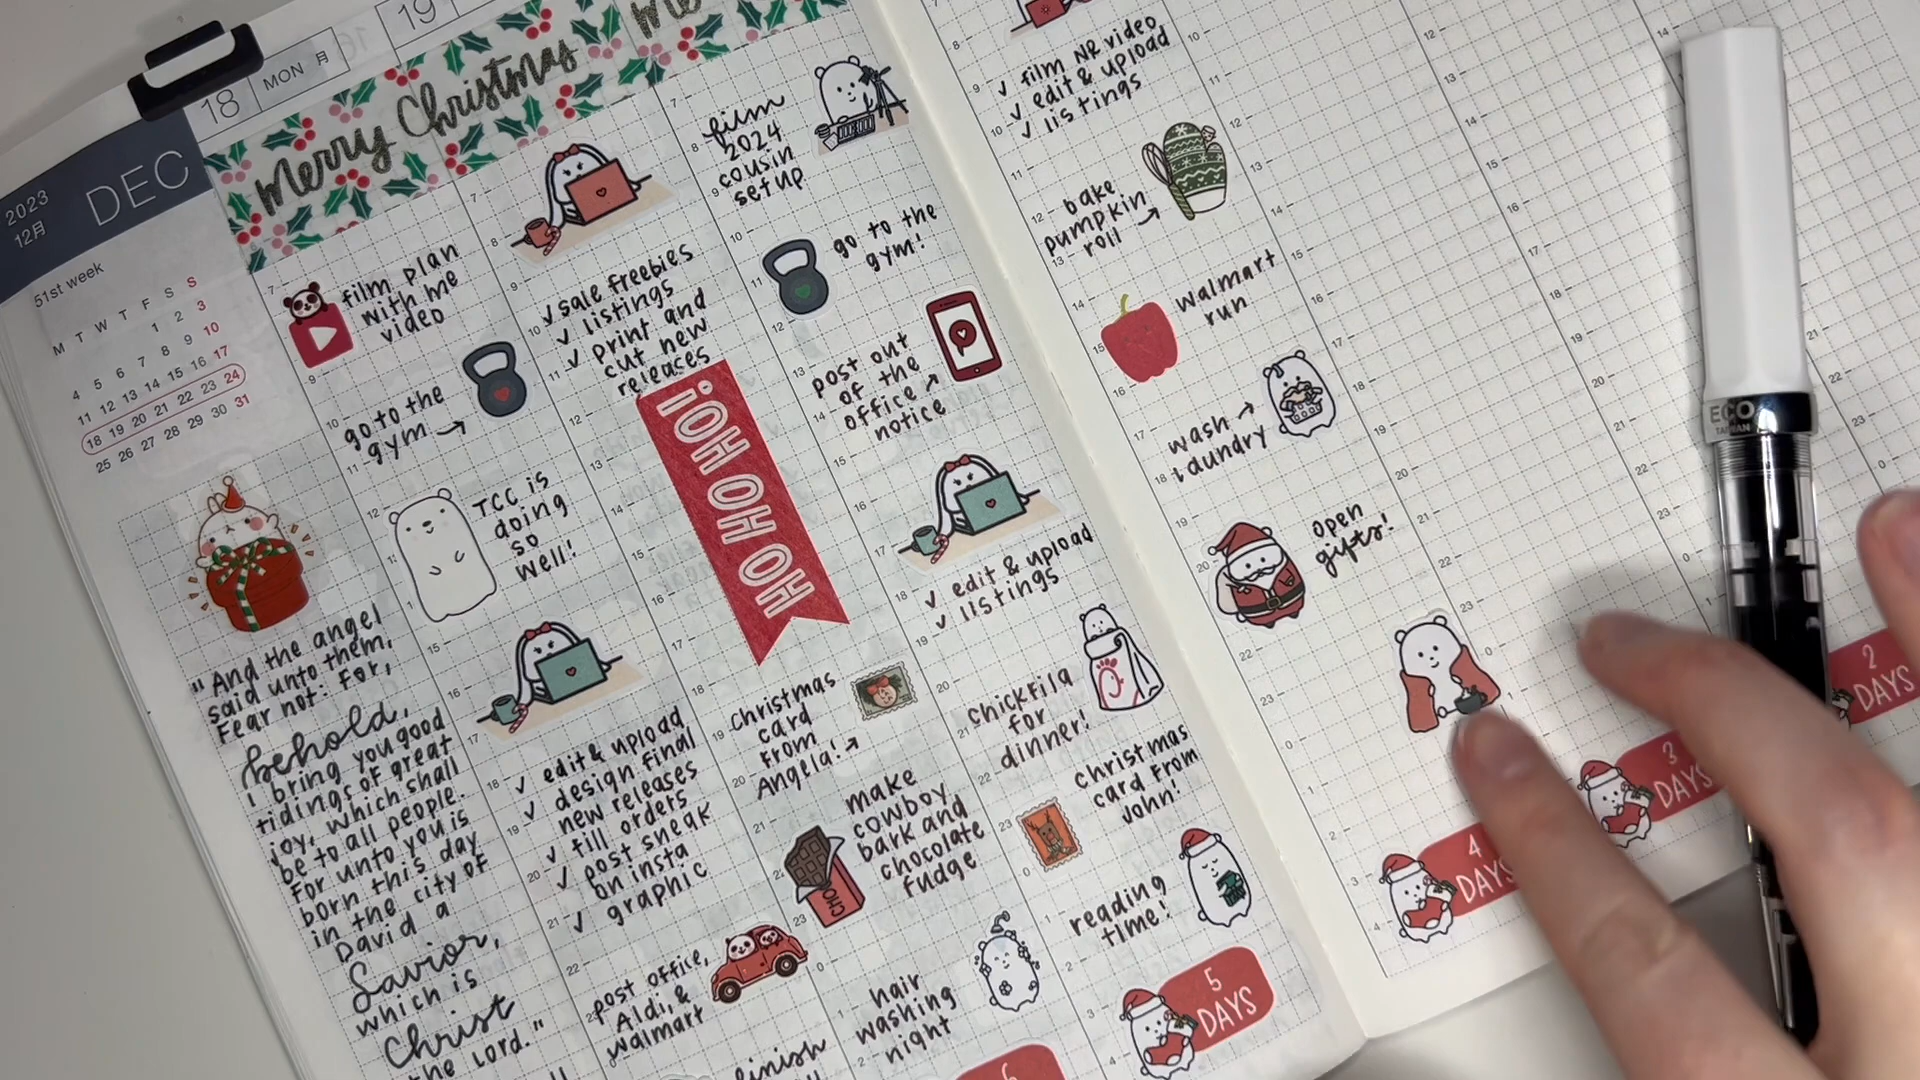 2023
12月
DEC
18
MON 月
19
51st week
M T W T F S S
1 2 3
4 5 6 7 8 9 10
11 12 13 14 15 16 17
18 19 20 21 22 23 24
25 26 27 28 29 30 31
Merry Christmas
Me
"And the angel
said unto them,
Fear not: For,
behold,
I bring you good
tidings of great
joy, which shall
be to all people.
For unto you is
born this day
in the city of
David a
Savior,
which is
Christ
the Lord."
film plan
with me
video
go to the
gym
TCC is
doing
so
well!
✓ edit & upload
✓ design final
new releases
✓ fill orders
✓ post sneak
on insta
✓ graphic
post office,
Aldi, &
Walmart
✓ sale freebies
✓ listings
✓ print and
cut new
releases
HO HO HO!
Christmas
card
from
Angela!
make
cowboy
bark and
chocolate
fudge
CHO
hair
washing
night
finish
film
2024
cousin
setup
go to the
gym!
post out
of the
office
notice
✓ edit & upload
✓ listings
chickfila
for
dinner!
Christmas
card from
John!
reading
time!
5
DAYS
6
✓ film NR video
✓ edit & upload
✓ listings
bake
pumpkin
roll
walmart
run
wash
laundry
open
gifts!
4
DAYS
3
DAYS
2
DAYS
ECO
TAIWAN